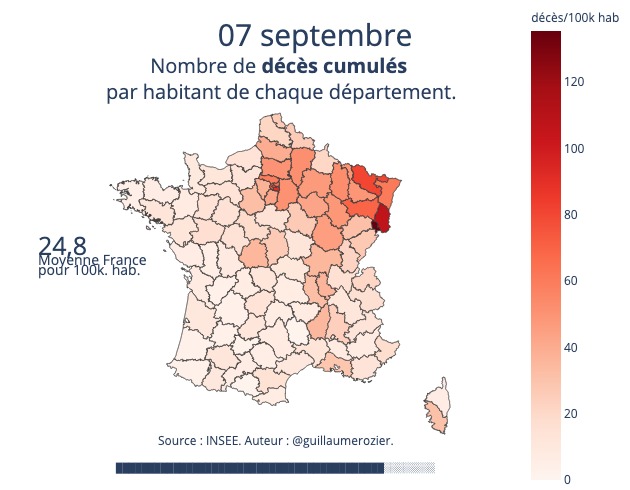 07 septembre
Nombre de décès cumulés
par habitant de chaque département.
décès/100k hab
120
100
80
60
40
20
0
24,8
Moyenne France
pour 100k. hab.
Source : INSEE. Auteur : @guillaumerozier.